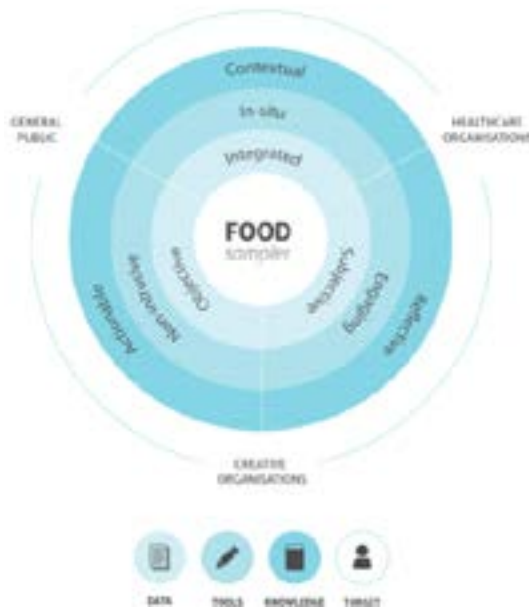 Contextual
In-situ
Integrated
GENERAL
PUBLIC
HEALTHCARE
ORGANISATIONS
FOOD
sampler
Objective
Non-intrusive
Actionable
Subjective
Engaging
Reflective
CREATIVE
ORGANISATIONS
DATA
TOOLS
KNOWLEDGE
TARGET